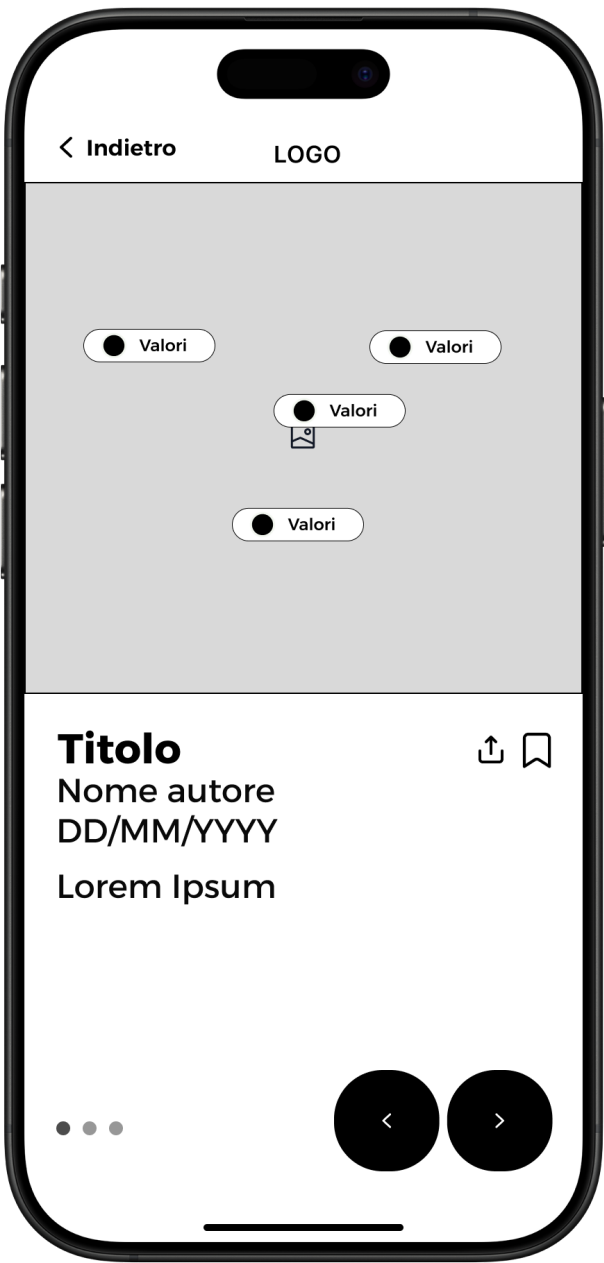 Indietro
LOGO
Valori
Valori
Valori
Valori
Titolo
Nome autore
DD/MM/YYYY
Lorem Ipsum